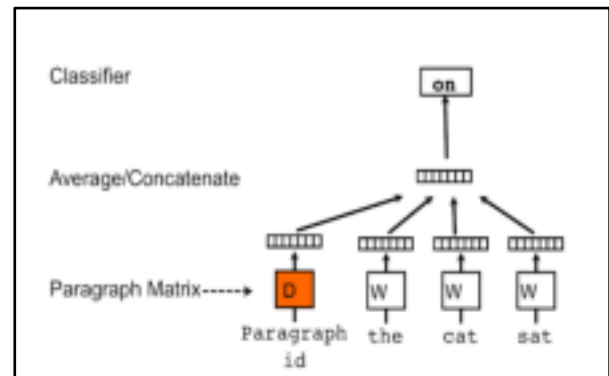 Classifier
on
Average/Concatenate
Paragraph Matrix
D W W W
Paragraph the cat sat
id